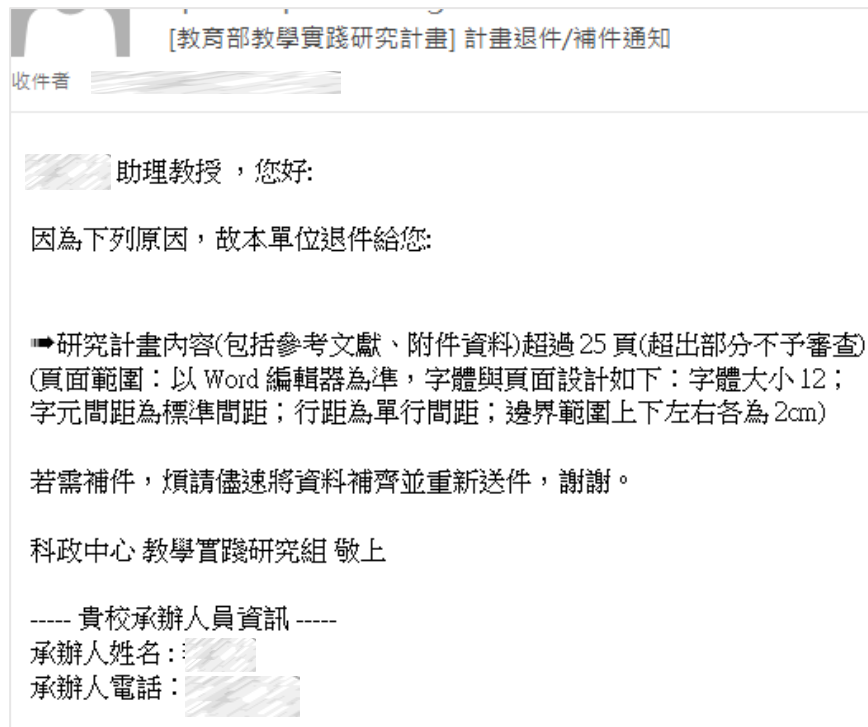 [教育部教學實踐研究計畫] 計畫退件/補件通知
收件者
助理教授 ，您好:
因為下列原因，故本單位退件給您:
➠研究計畫內容(包括參考文獻、附件資料)超過 25 頁(超出部分不予審查)
(頁面範圍：以 Word 編輯器為準，字體與頁面設計如下：字體大小 12；
字元間距為標準間距；行距為單行間距；邊界範圍上下左右各為 2cm)
若需補件，煩請儘速將資料補齊並重新送件，謝謝。
科政中心 教學實踐研究組 敬上
----- 貴校承辦人員資訊 -----
承辦人姓名 :
承辦人電話：